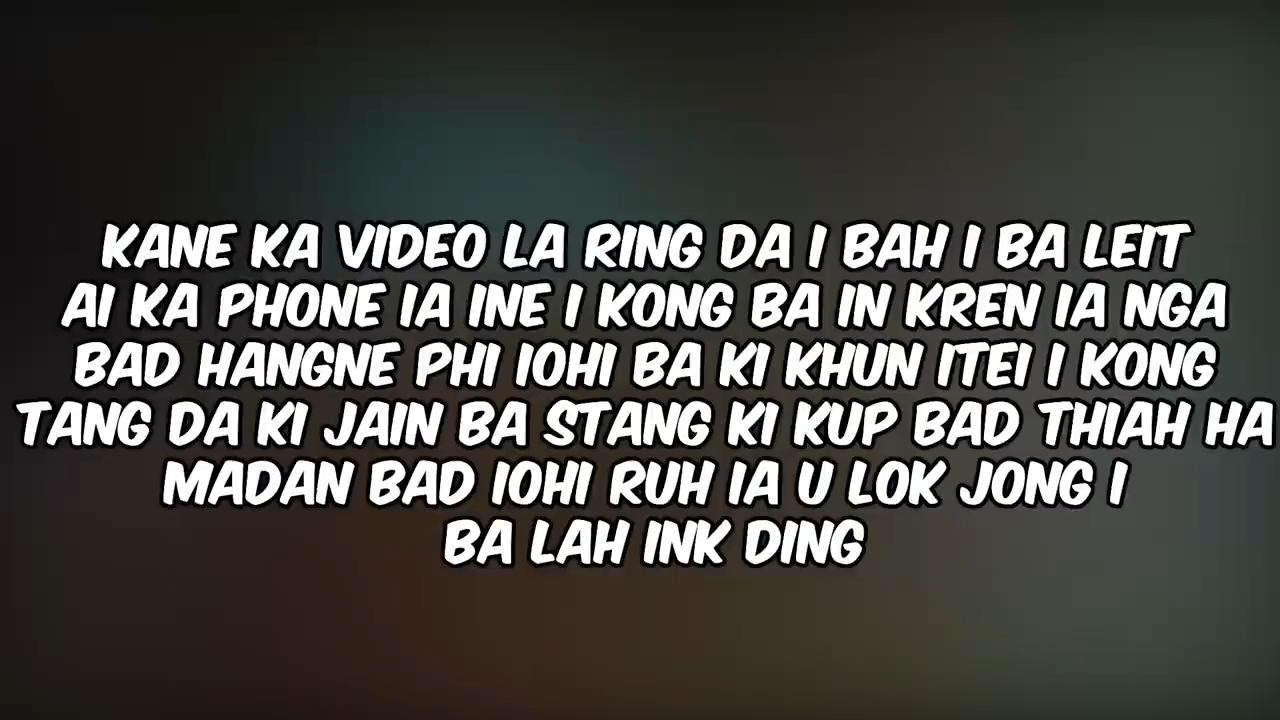 KANE KA VIDEO LA RING DA I BAH I BA LEIT
AI KA PHONE IA INE I KONG BA IN KREN IA NGA
BAD HANGNE PHI IOHI BA KI KHUN ITEI I KONG
TANG DA KI JAIN BA STANG KI KUP BAD THIAH HA
MADAN BAD IOHI RUH IA U LOK JONG I
BA LAH INK DING